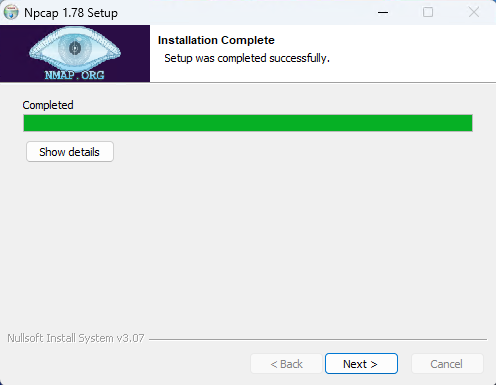 Npcap 1.78 Setup
NMAP.ORG
Installation Complete
Setup was completed successfully.
Completed
Show details
Nullsoft Install System v3.07
< Back
Next >
Cancel